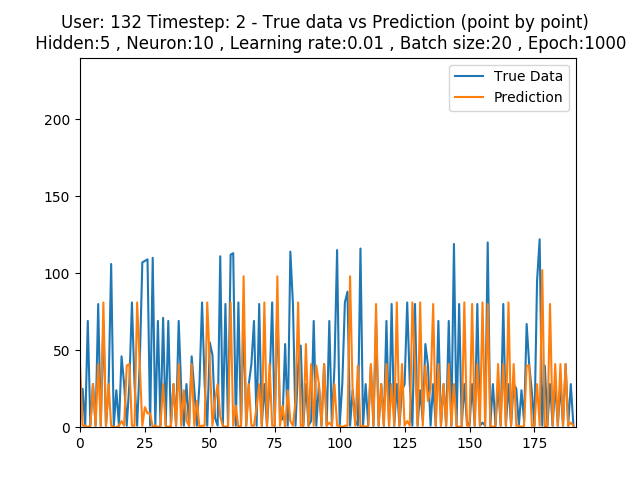 User: 132 Timestep: 2 - True data vs Prediction (point by point)
Hidden:5 , Neuron:10 , Learning rate:0.01 , Batch size:20 , Epoch:1000
True Data
Prediction
200
150
100
50
0
0 25 50 75 100 125 150 175